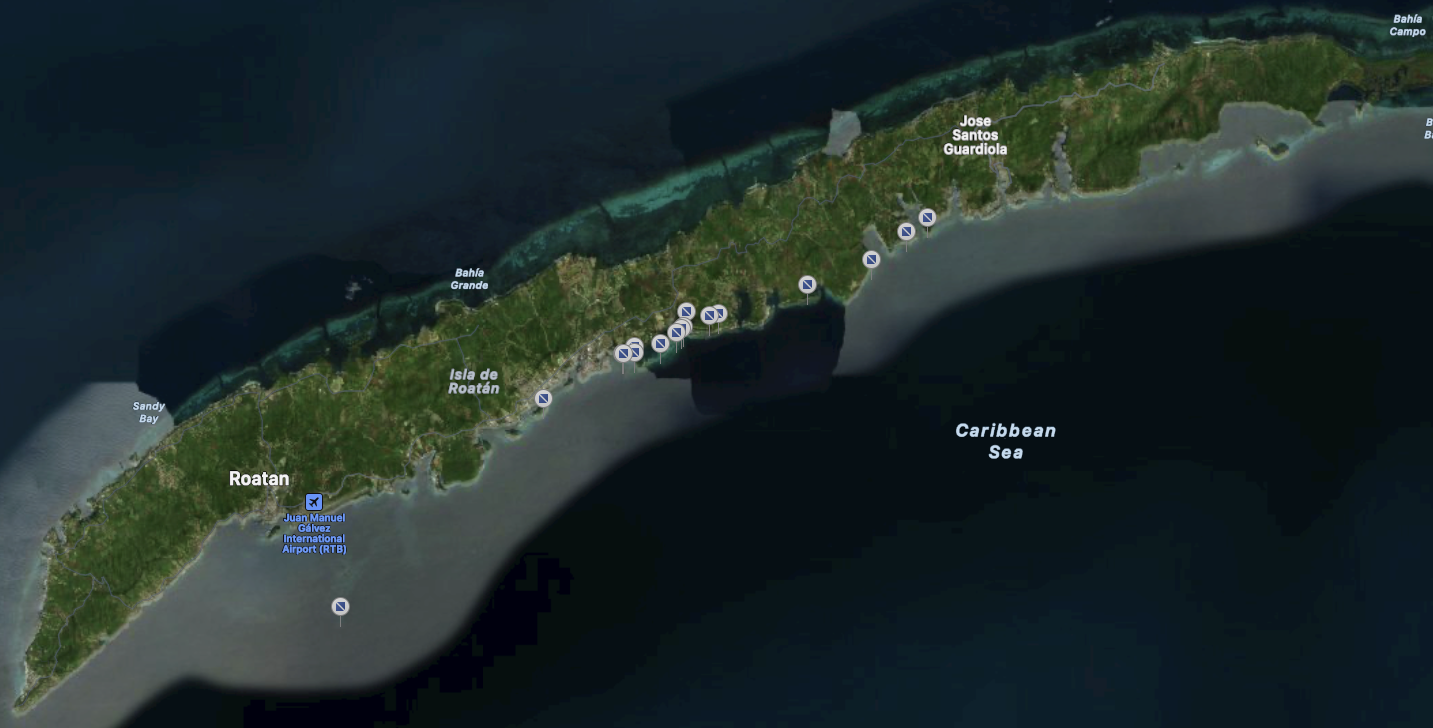 Bahía
Campo
Jose
Santos
Guardiola
Bahía
Grande
Isla de
Roatán
Sandy
Bay
Caribbean
Sea
Roatan
Juan Manuel
Gálvez
International
Airport (RTB)